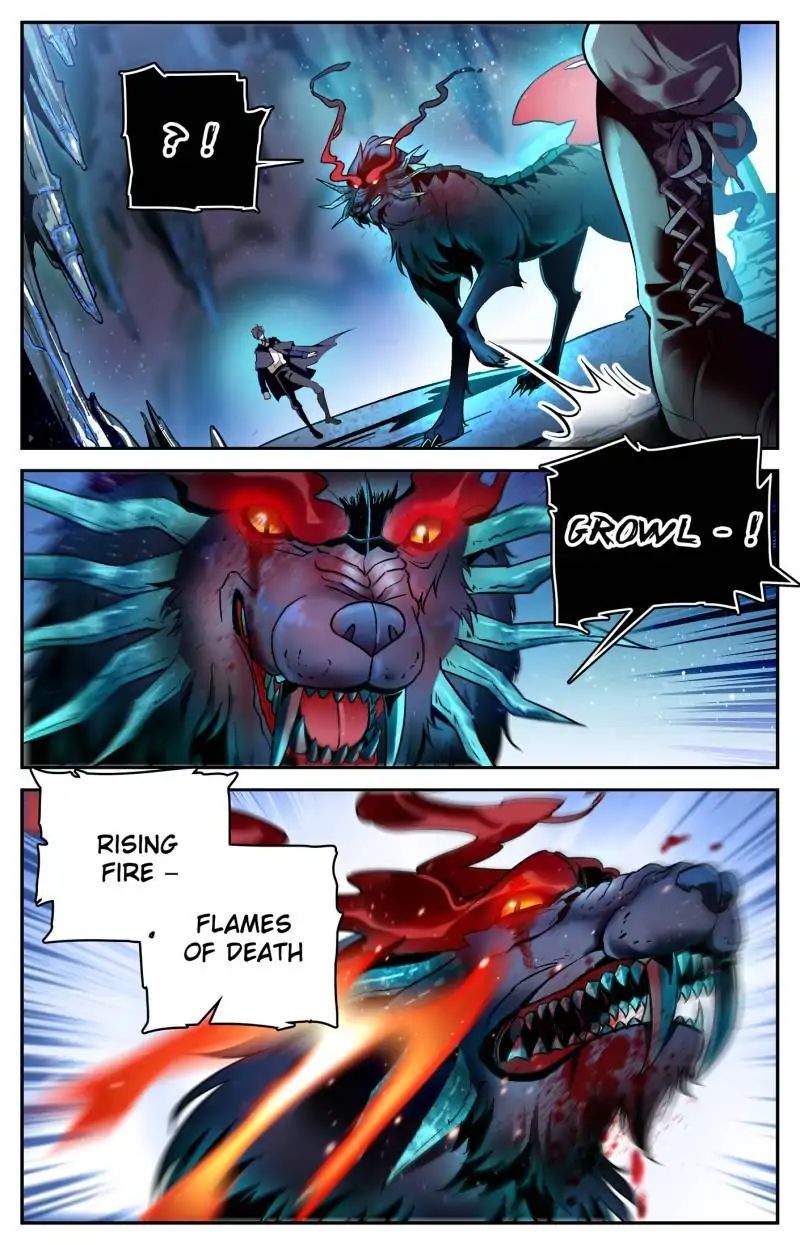 ?!
GROWL - !
RISING
FIRE –
. FLAMES
OF DEATH